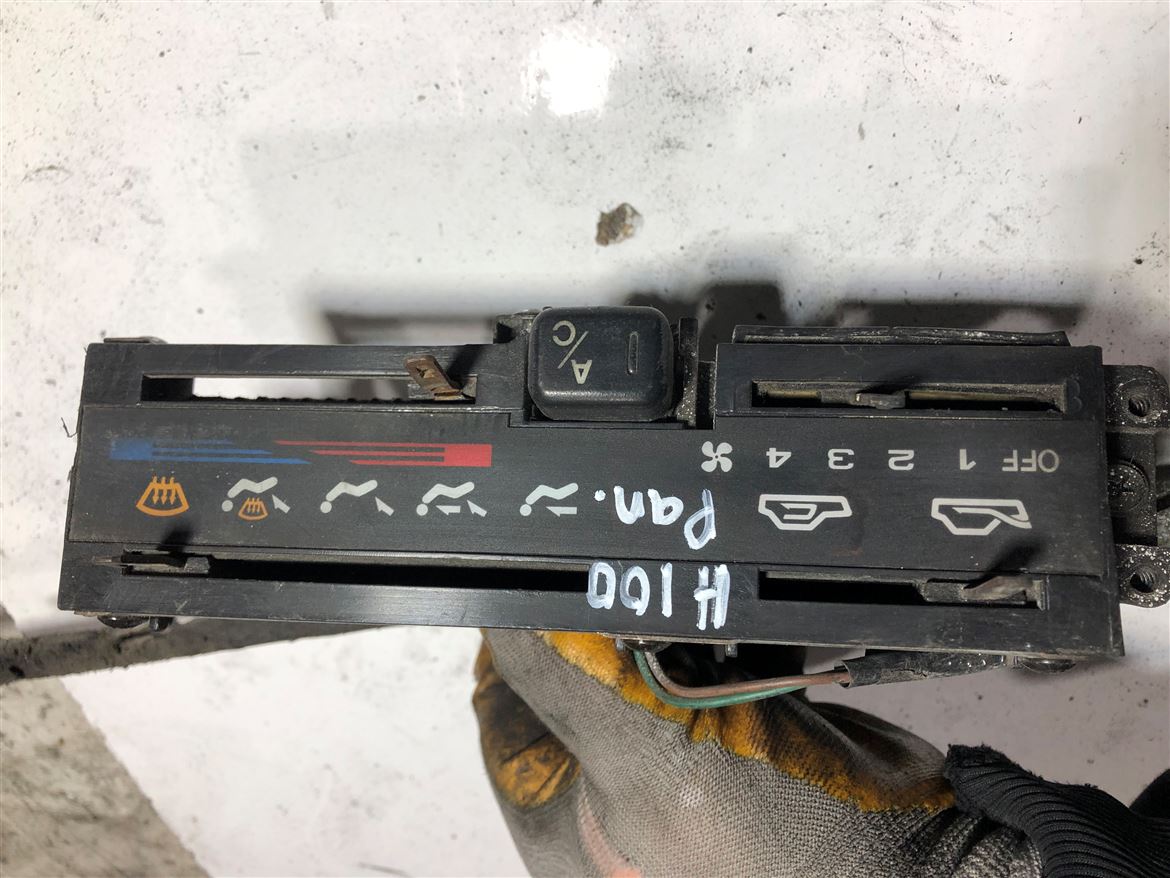 H100
Pan.
OFF 1 2 3 4
A/C